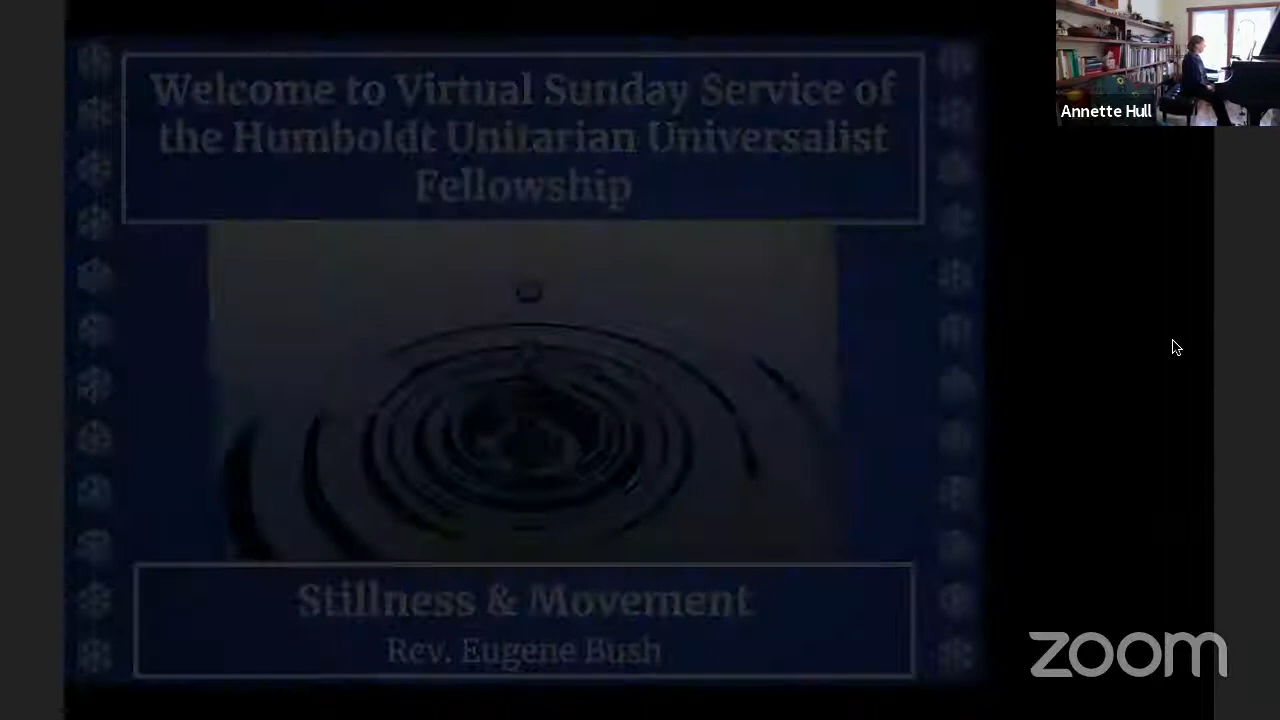 Welcome to Virtual Sunday Service of
the Humboldt Unitarian Universalist
Fellowship
Annette Hull
Stillness & Movement
Rev. Eugene Bush
zoom